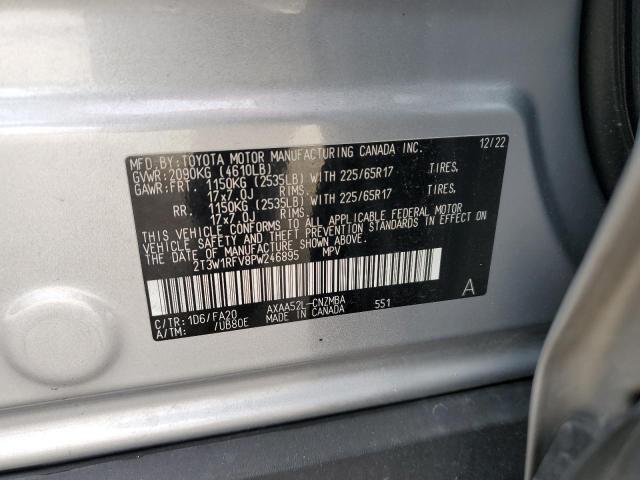 MFD.BY:TOYOTA MOTOR MANUFACTURING CANADA INC. 12/22
GVWR:2090KG (4610LB)
GAWR:FRT. 1150KG (2535LB) WITH 225/65R17 TIRES.
17x7.0J RIMS.
RR. 1150KG (2535LB) WITH 225/65R17 TIRES.
17x7.0J RIMS.
THIS VEHICLE CONFORMS TO ALL APPLICABLE FEDERAL MOTOR
VEHICLE SAFETY AND THEFT PREVENTION STANDARDS IN EFFECT ON
THE DATE OF MANUFACTURE SHOWN ABOVE.
2T3W1RFV8PW246895 MPV
C/TR:1D6/FA20 AXAA52L-CNZMBA 551
A/TM: /UB80E MADE IN CANADA
A